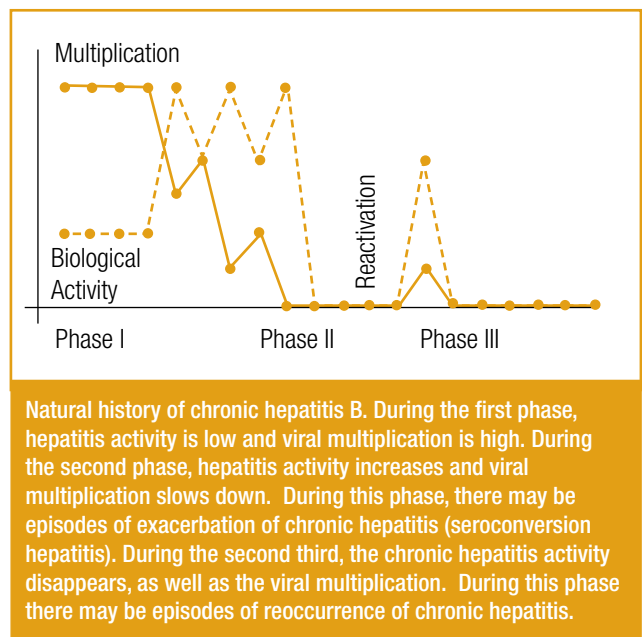 Multiplication
Biological
Activity
Reactivation
Phase I
Phase II
Phase III
Natural history of chronic hepatitis B. During the first phase,
hepatitis activity is low and viral multiplication is high. During
the second phase, hepatitis activity increases and viral
multiplication slows down. During this phase, there may be
episodes of exacerbation of chronic hepatitis (seroconversion
hepatitis). During the second third, the chronic hepatitis activity
disappears, as well as the viral multiplication. During this phase
there may be episodes of reoccurrence of chronic hepatitis.